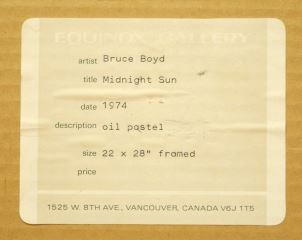 EQUINOX GALLERY
artist Bruce Boyd
title Midnight Sun
date 1974
description oil pastel
size 22 x 28" framed
price
1525 W. 8TH AVE., VANCOUVER, CANADA V6J 1T5